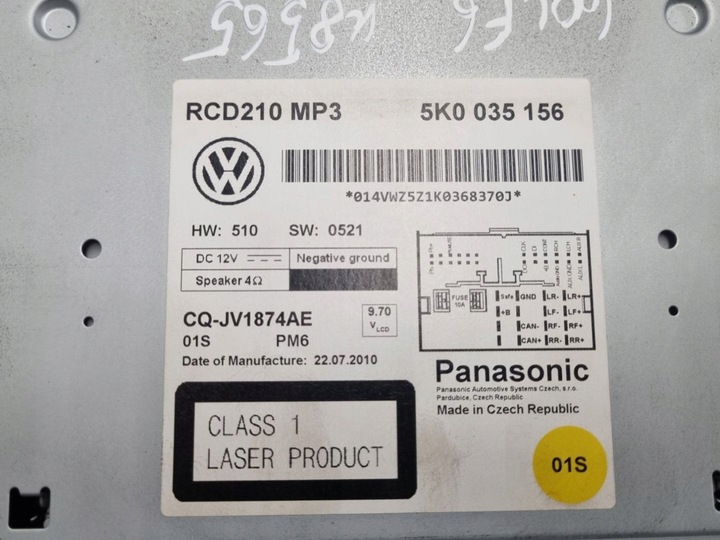 GOLF 6
K8565
RCD210 MP3 5K0 035 156
*014VWZ5Z1K0368370J*
HW: 510 SW: 0521
DC 12V Negative ground
Speaker 4Ω
CQ-JV1874AE 9.70
VLCD
01S PM6
Date of Manufacture: 22.07.2010
FUSE
10A
Safe GND LR- LR+
+B LF- LF+
CAN- RF- RF+
CAN+ RR- RR+
Panasonic
Panasonic Automotive Systems Czech, s.r.o.
Pardubice, Czech Republic
Made in Czech Republic
CLASS 1
LASER PRODUCT
01S